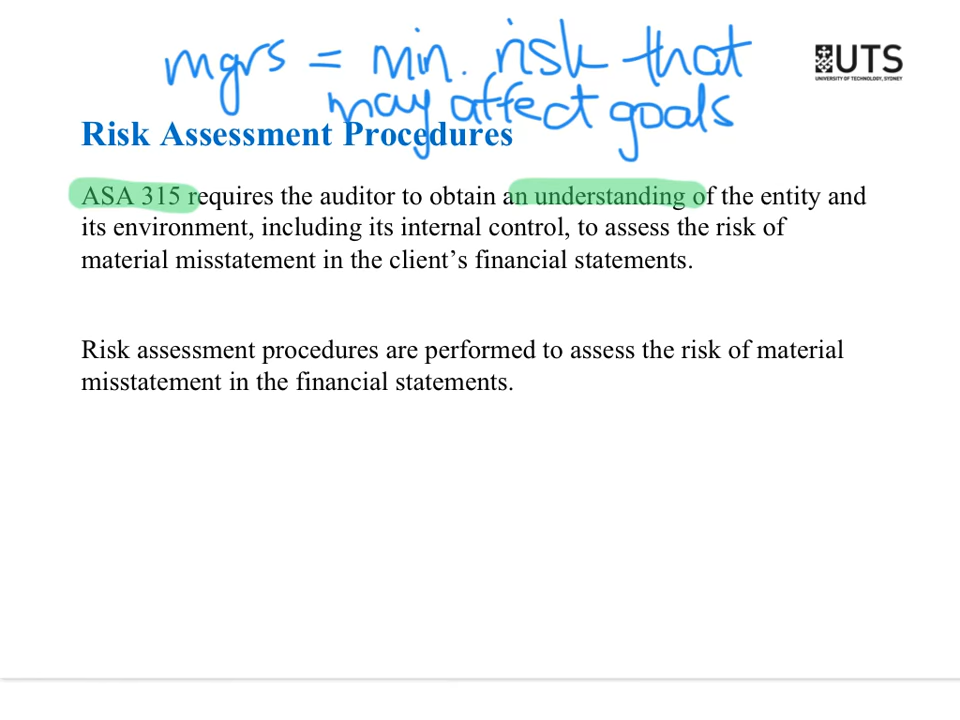 mgrs = min. risk that
may affect goals
UTS
UNIVERSITY OF TECHNOLOGY, SYDNEY
Risk Assessment Procedures
ASA 315 requires the auditor to obtain an understanding of the entity and
its environment, including its internal control, to assess the risk of
material misstatement in the client’s financial statements.
Risk assessment procedures are performed to assess the risk of material
misstatement in the financial statements.